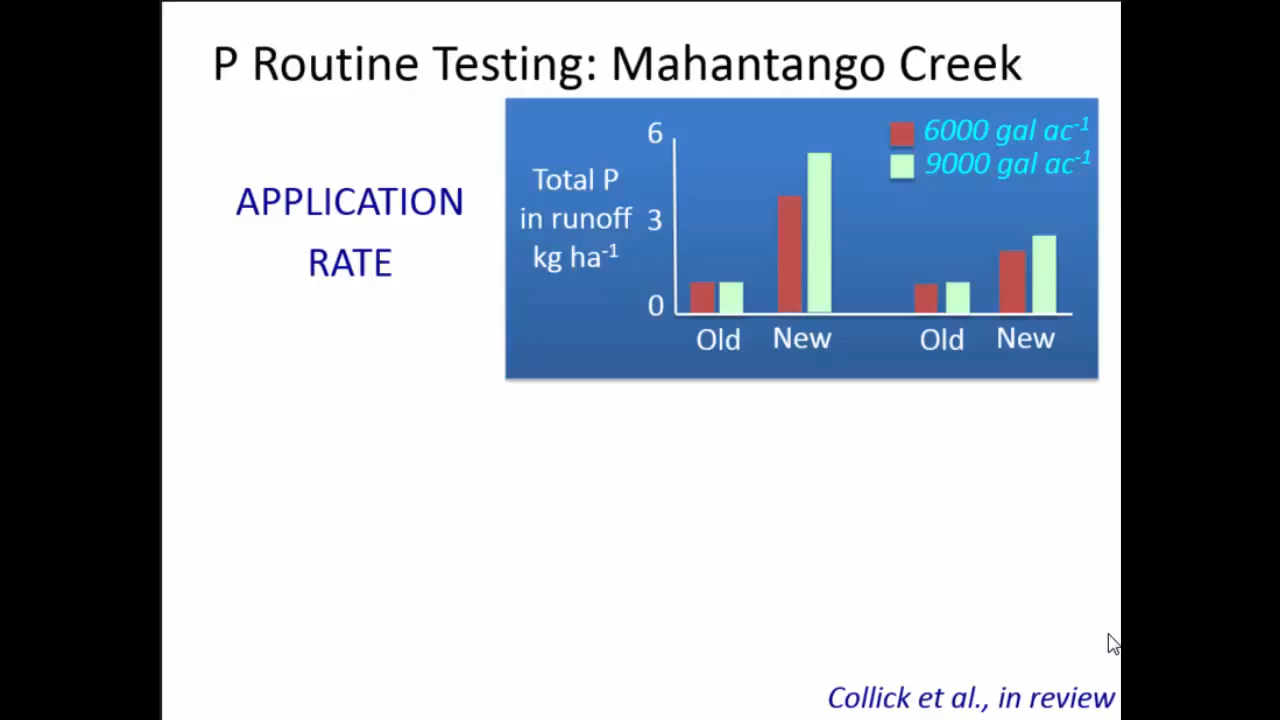 P Routine Testing: Mahantango Creek
APPLICATION
RATE
Total P
in runoff
kg ha⁻¹
6
3
0
6000 gal ac⁻¹
9000 gal ac⁻¹
Old New Old New
Collick et al., in review